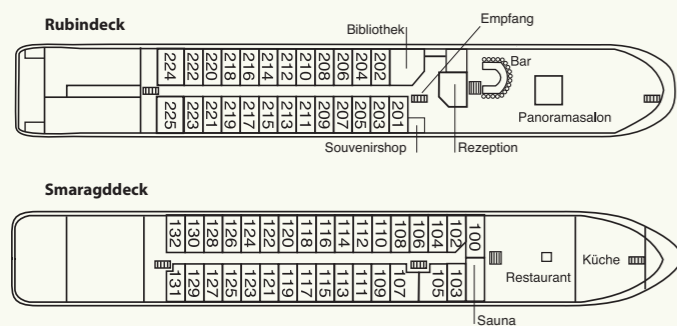 Rubindeck
Bibliothek
Empfang
224 222 220 218 216 214 212 210 208 206 204 202
Bar
Panoramasalon
225 223 221 219 217 215 213 211 209 207 205 203 201
Souvenirshop
Rezeption
Smaragddeck
132 130 128 126 124 122 120 118 116 114 112 110 108 106 104 102 100
Küche
Restaurant
131 129 127 125 123 121 119 117 115 113 111 109 107 105 103
Sauna